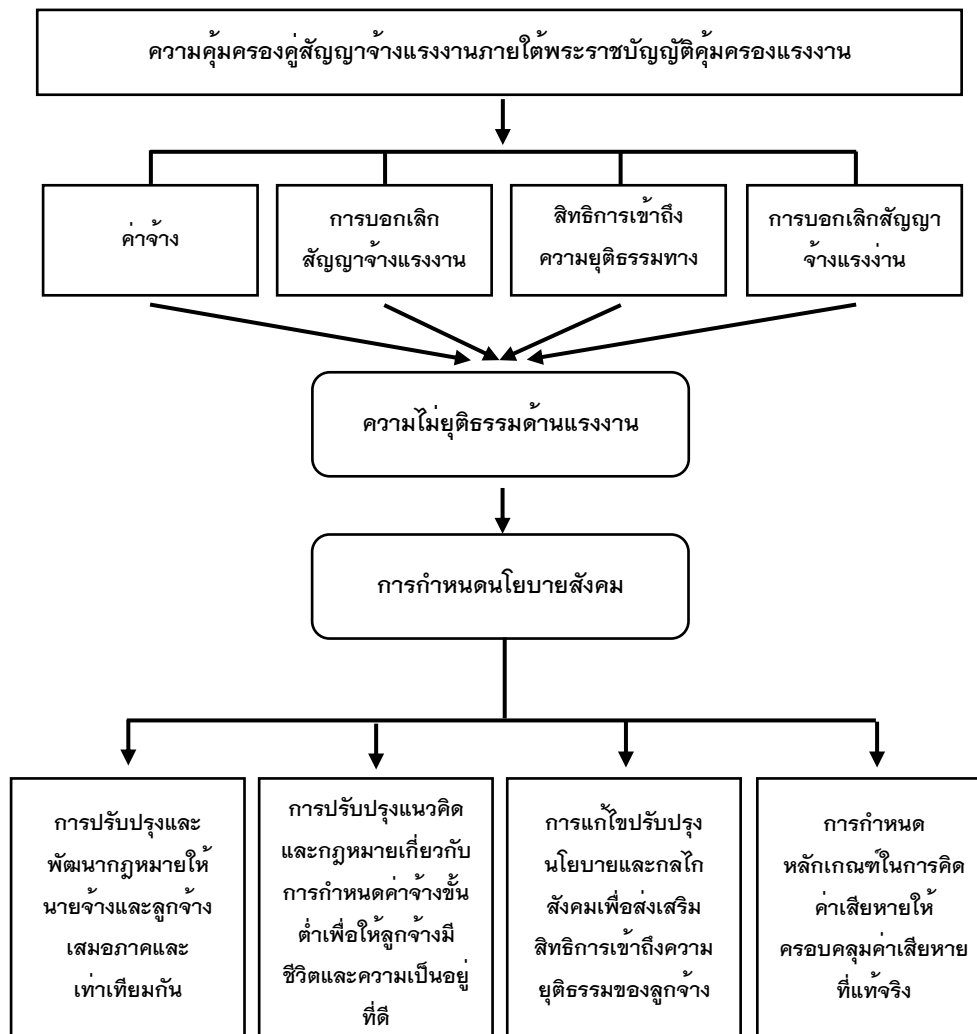 ความคุ้มครองคู่สัญญาจ้างแรงงานภายใต้พระราชบัญญัติคุ้มครองแรงงาน
ค่าจ้าง
การบอกเลิก
สัญญาจ้างแรงงาน
สิทธิการเข้าถึง
ความยุติธรรมทาง
การบอกเลิกสัญญา
จ้างแรงง่าน
ความไม่ยุติธรรมด้านแรงงาน
การกำหนดนโยบายสังคม
การปรับปรุงและ
พัฒนากฎหมายให้
นายจ้างและลูกจ้าง
เสมอภาคและ
เท่าเทียมกัน
การปรับปรุงแนวคิด
และกฎหมายเกี่ยวกับ
การกำหนดค่าจ้างขั้น
ต่ำเพื่อให้ลูกจ้างมี
ชีวิตและความเป็นอยู่
ที่ดี
การแก้ไขปรับปรุง
นโยบายและกลไก
สังคมเพื่อส่งเสริม
สิทธิการเข้าถึงความ
ยุติธรรมของลูกจ้าง
การกำหนด
หลักเกณฑ์ในการคิด
ค่าเสียหายให้
ครอบคลุมค่าเสียหาย
ที่แท้จริง